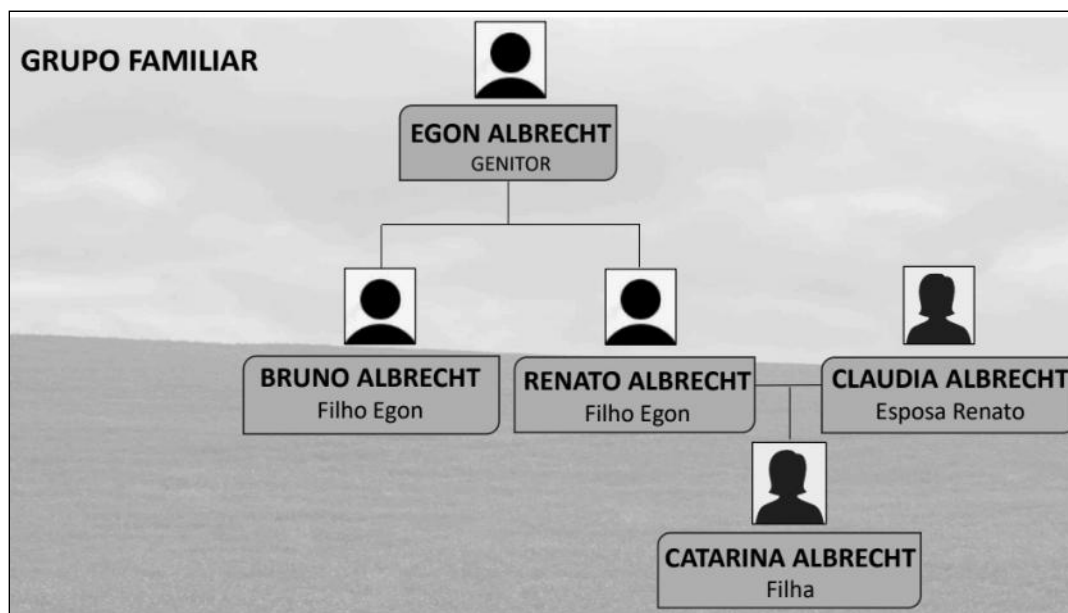 GRUPO FAMILIAR
EGON ALBRECHT
GENITOR
BRUNO ALBRECHT
Filho Egon
RENATO ALBRECHT
Filho Egon
CLAUDIA ALBRECHT
Esposa Renato
CATARINA ALBRECHT
Filha